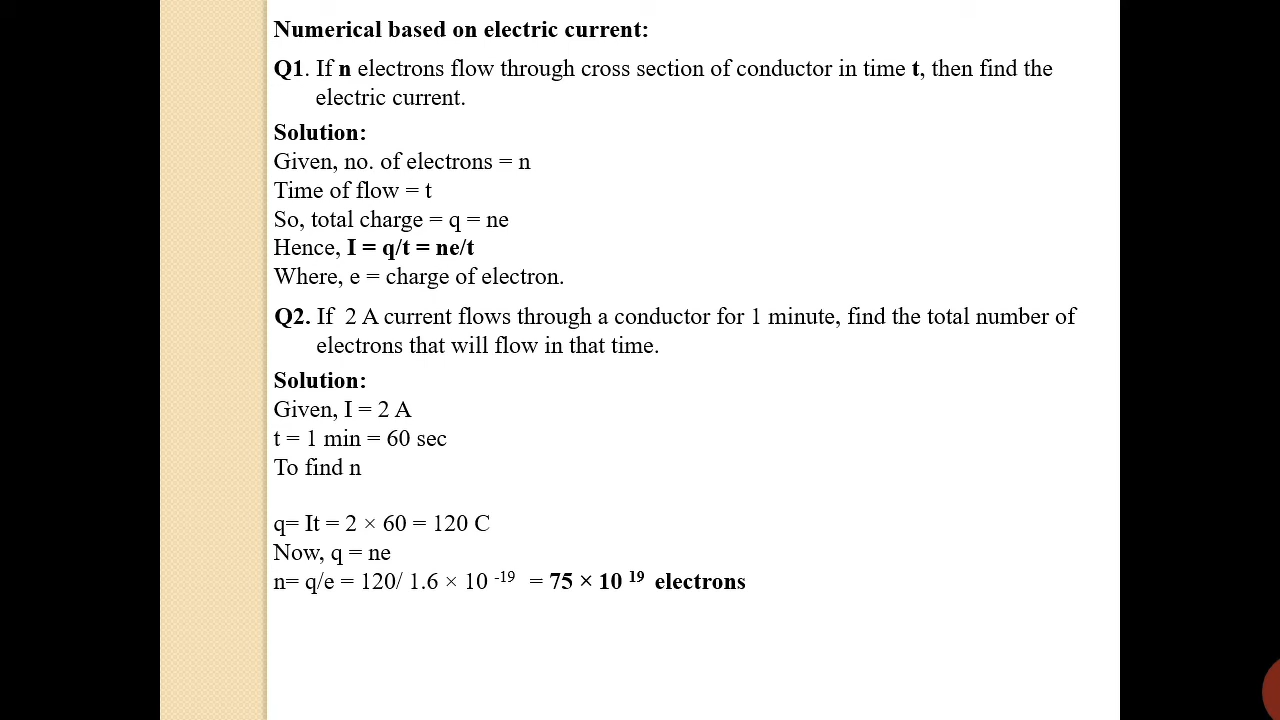 Numerical based on electric current:
Q1. If n electrons flow through cross section of conductor in time t, then find the
electric current.
Solution:
Given, no. of electrons = n
Time of flow = t
So, total charge = q = ne
Hence, I = q/t = ne/t
Where, e = charge of electron.
Q2. If 2 A current flows through a conductor for 1 minute, find the total number of
electrons that will flow in that time.
Solution:
Given, I = 2 A
t = 1 min = 60 sec
To find n
q= It = 2 × 60 = 120 C
Now, q = ne
n= q/e = 120/ 1.6 × 10 -19 = 75 × 10 19 electrons